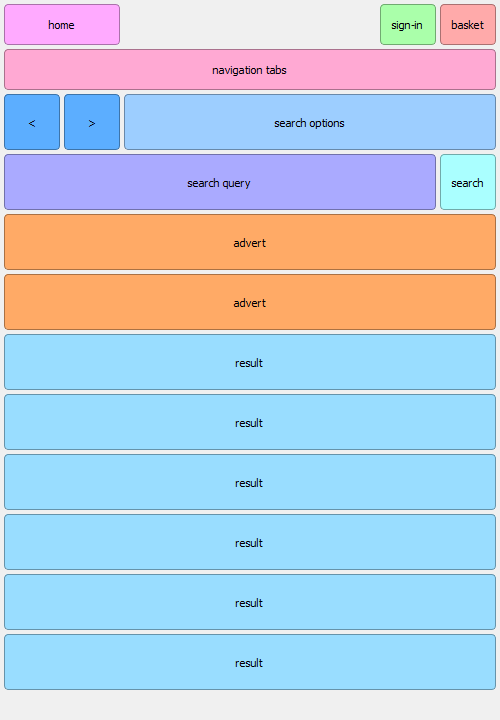 home
sign-in
basket
navigation tabs
<
>
search options
search query
search
advert
advert
result
result
result
result
result
result